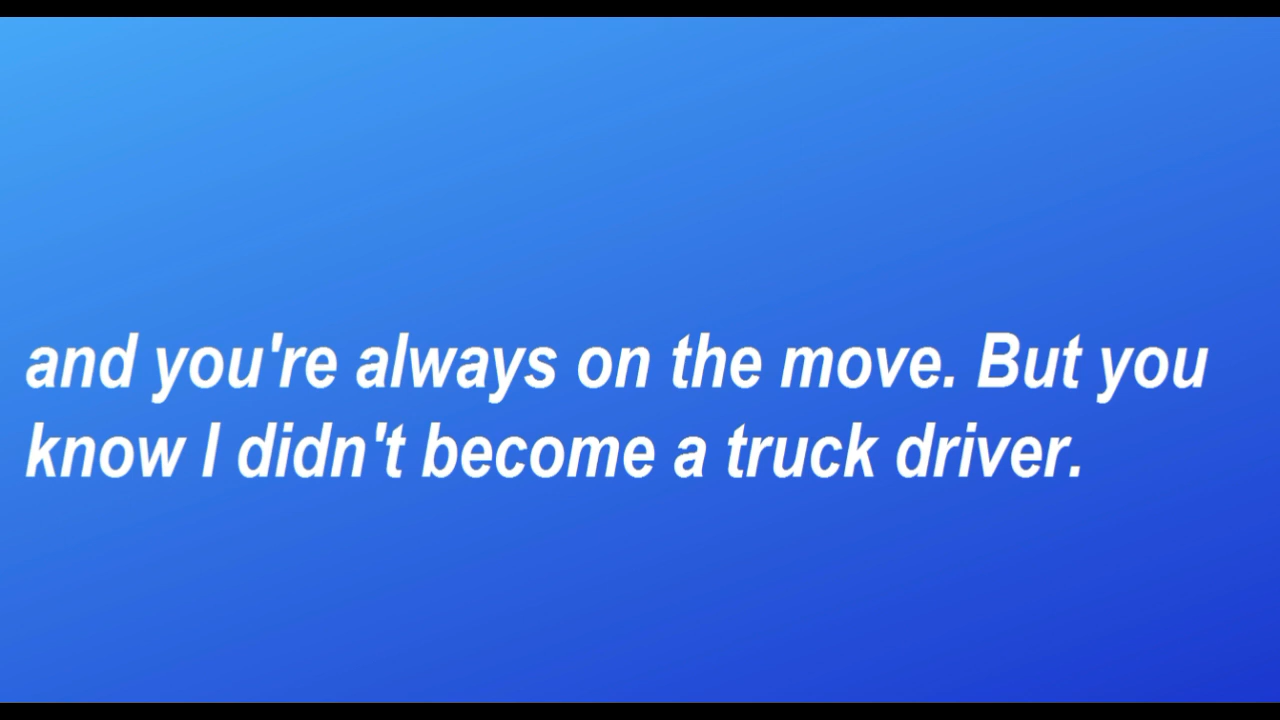 and you're always on the move. But you
know I didn't become a truck driver.